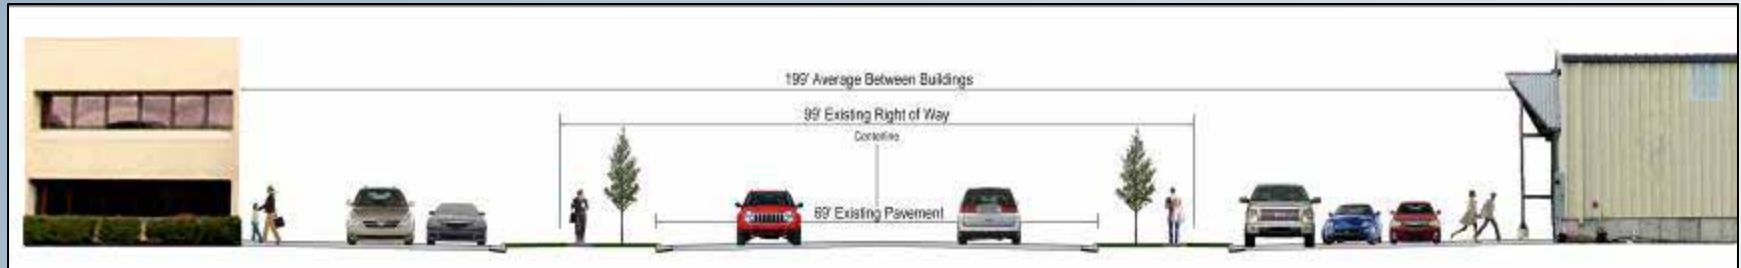 199' Average Between Buildings
99' Existing Right of Way
Centerline
69' Existing Pavement